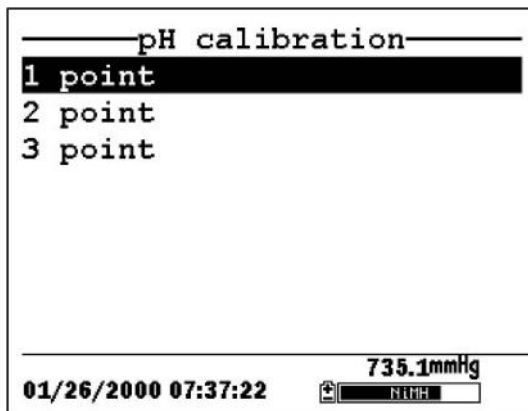 pH calibration
1 point
2 point
3 point
735.1mmHg
01/26/2000 07:37:22 NiMH